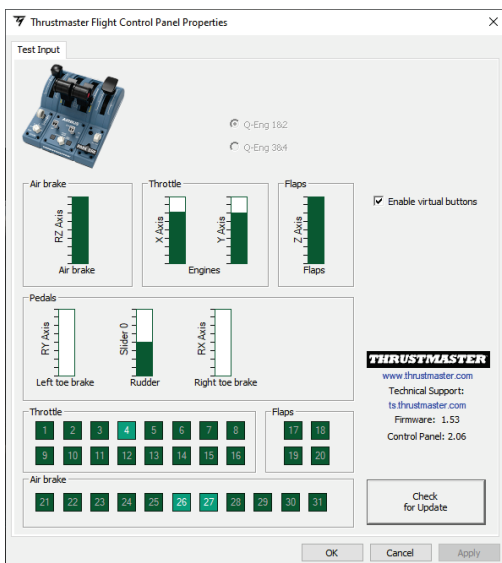 Thrustmaster Flight Control Panel Properties
Test Input
Q-Eng 1&2
Q-Eng 3&4
Air brake
Throttle
Flaps
RZ Axis
X Axis
Y Axis
Z Axis
Air brake
Engines
Flaps
Enable virtual buttons
Pedals
RY Axis
Slider 0
RX Axis
Left toe brake
Rudder
Right toe brake
THRUSTMASTER
www.thrustmaster.com
Technical Support:
ts.thrustmaster.com
Firmware: 1.53
Control Panel: 2.06
Throttle
1 2 3 4 5 6 7 8
9 10 11 12 13 14 15 16
Flaps
17 18
19 20
Air brake
21 22 23 24 25 26 27 28 29 30 31
Check
for Update
OK
Cancel
Apply